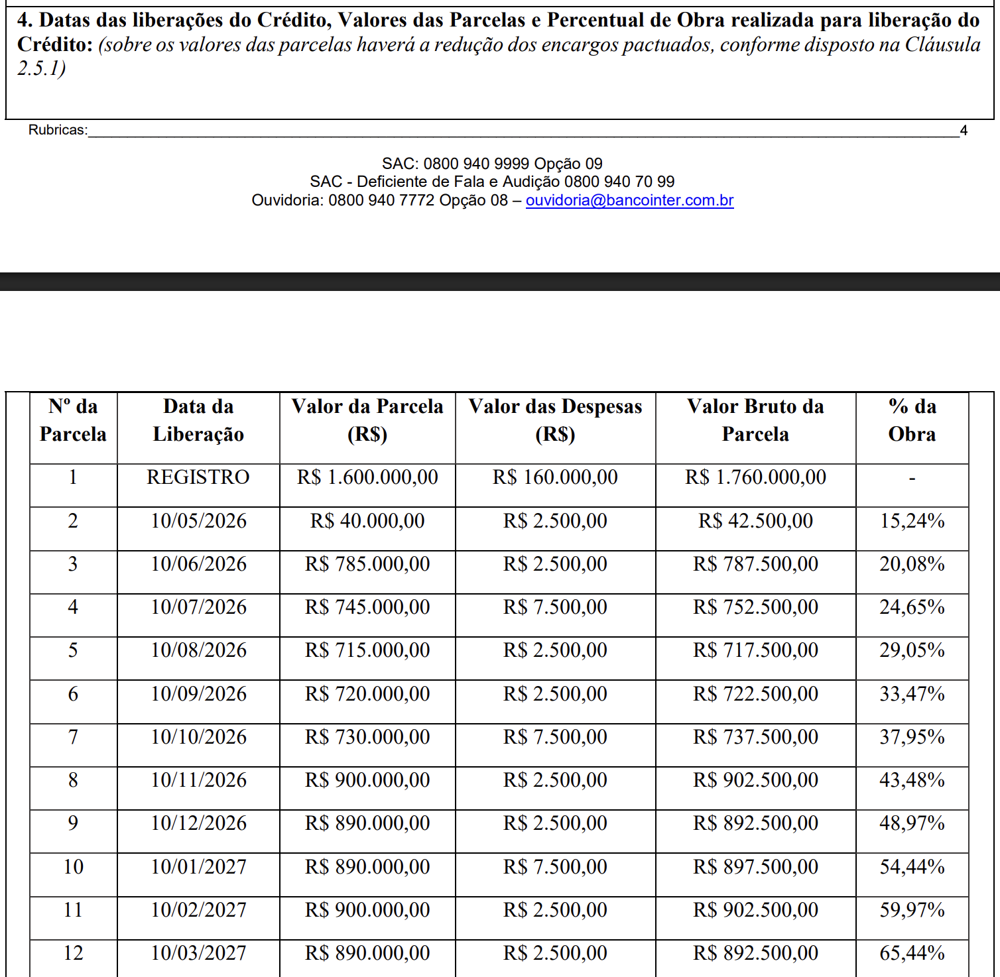 4. Datas das liberações do Crédito, Valores das Parcelas e Percentual de Obra realizada para liberação do
Crédito: (sobre os valores das parcelas haverá a redução dos encargos pactuados, conforme disposto na Cláusula
2.5.1)
Rubricas:____4
SAC: 0800 940 9999 Opção 09
SAC - Deficiente de Fala e Audição 0800 940 70 99
Ouvidoria: 0800 940 7772 Opção 08 – ouvidoria@bancointer.com.br
Nº da Parcela | Data da Liberação | Valor da Parcela (R$) | Valor das Despesas (R$) | Valor Bruto da Parcela | % da Obra
1 | REGISTRO | R$ 1.600.000,00 | R$ 160.000,00 | R$ 1.760.000,00 | -
2 | 10/05/2026 | R$ 40.000,00 | R$ 2.500,00 | R$ 42.500,00 | 15,24%
3 | 10/06/2026 | R$ 785.000,00 | R$ 2.500,00 | R$ 787.500,00 | 20,08%
4 | 10/07/2026 | R$ 745.000,00 | R$ 7.500,00 | R$ 752.500,00 | 24,65%
5 | 10/08/2026 | R$ 715.000,00 | R$ 2.500,00 | R$ 717.500,00 | 29,05%
6 | 10/09/2026 | R$ 720.000,00 | R$ 2.500,00 | R$ 722.500,00 | 33,47%
7 | 10/10/2026 | R$ 730.000,00 | R$ 7.500,00 | R$ 737.500,00 | 37,95%
8 | 10/11/2026 | R$ 900.000,00 | R$ 2.500,00 | R$ 902.500,00 | 43,48%
9 | 10/12/2026 | R$ 890.000,00 | R$ 2.500,00 | R$ 892.500,00 | 48,97%
10 | 10/01/2027 | R$ 890.000,00 | R$ 7.500,00 | R$ 897.500,00 | 54,44%
11 | 10/02/2027 | R$ 900.000,00 | R$ 2.500,00 | R$ 902.500,00 | 59,97%
12 | 10/03/2027 | R$ 890.000,00 | R$ 2.500,00 | R$ 892.500,00 | 65,44%